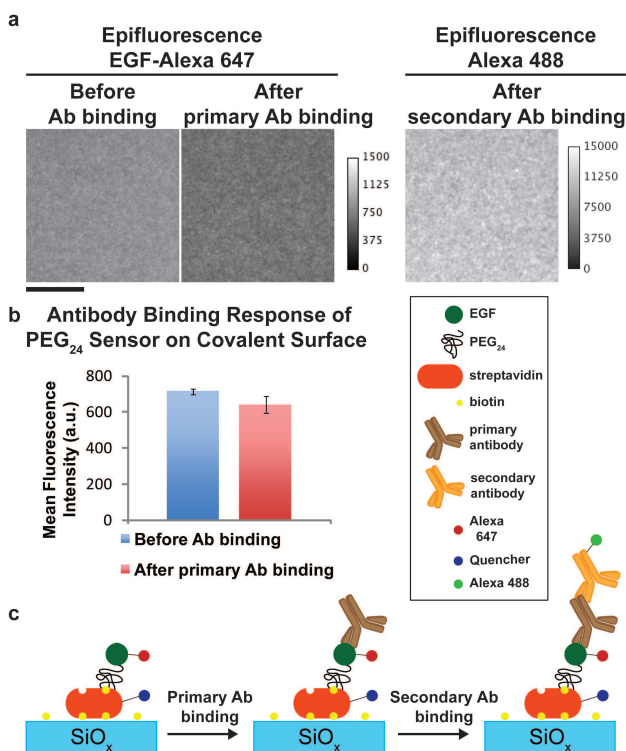 a
Epifluorescence
EGF-Alexa 647
Epifluorescence
Alexa 488
Before
Ab binding
After
primary Ab binding
After
secondary Ab binding
1500
1125
750
375
0
15000
11250
7500
3750
0
b Antibody Binding Response of
PEG24 Sensor on Covalent Surface
Mean Fluorescence
Intensity (a.u.)
800
600
400
200
0
Before Ab binding
After primary Ab binding
EGF
PEG24
streptavidin
biotin
primary
antibody
secondary
antibody
Alexa
647
Quencher
Alexa 488
c
Primary Ab
binding
Secondary Ab
binding
SiOx
SiOx
SiOx